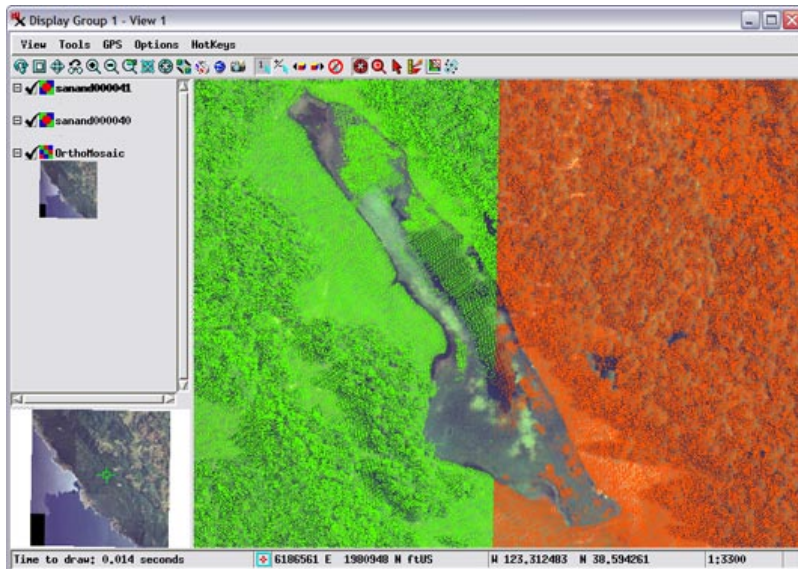 Display Group 1 - View 1
View Tools GPS Options HotKeys
sanand000041
sanand000040
OrthoMosaic
Time to draw: 0.014 seconds
6186561 E 1980948 N ftUS
W 123.312483 N 38.594261
1:3300